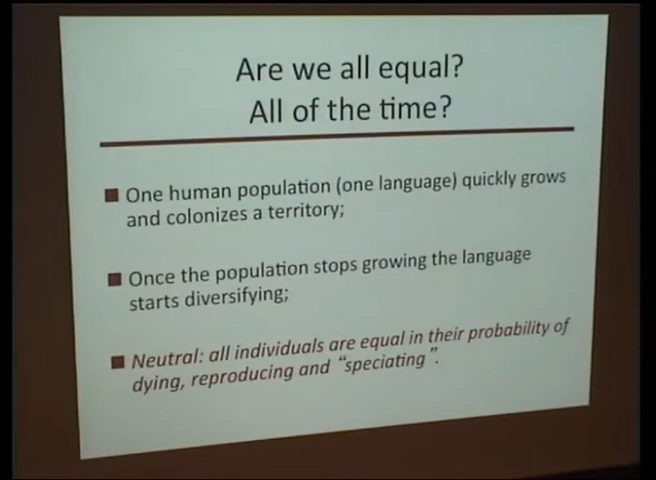 Are we all equal?
All of the time?
One human population (one language) quickly grows
and colonizes a territory;
Once the population stops growing the language
starts diversifying;
Neutral: all individuals are equal in their probability of
dying, reproducing and “speciating”.